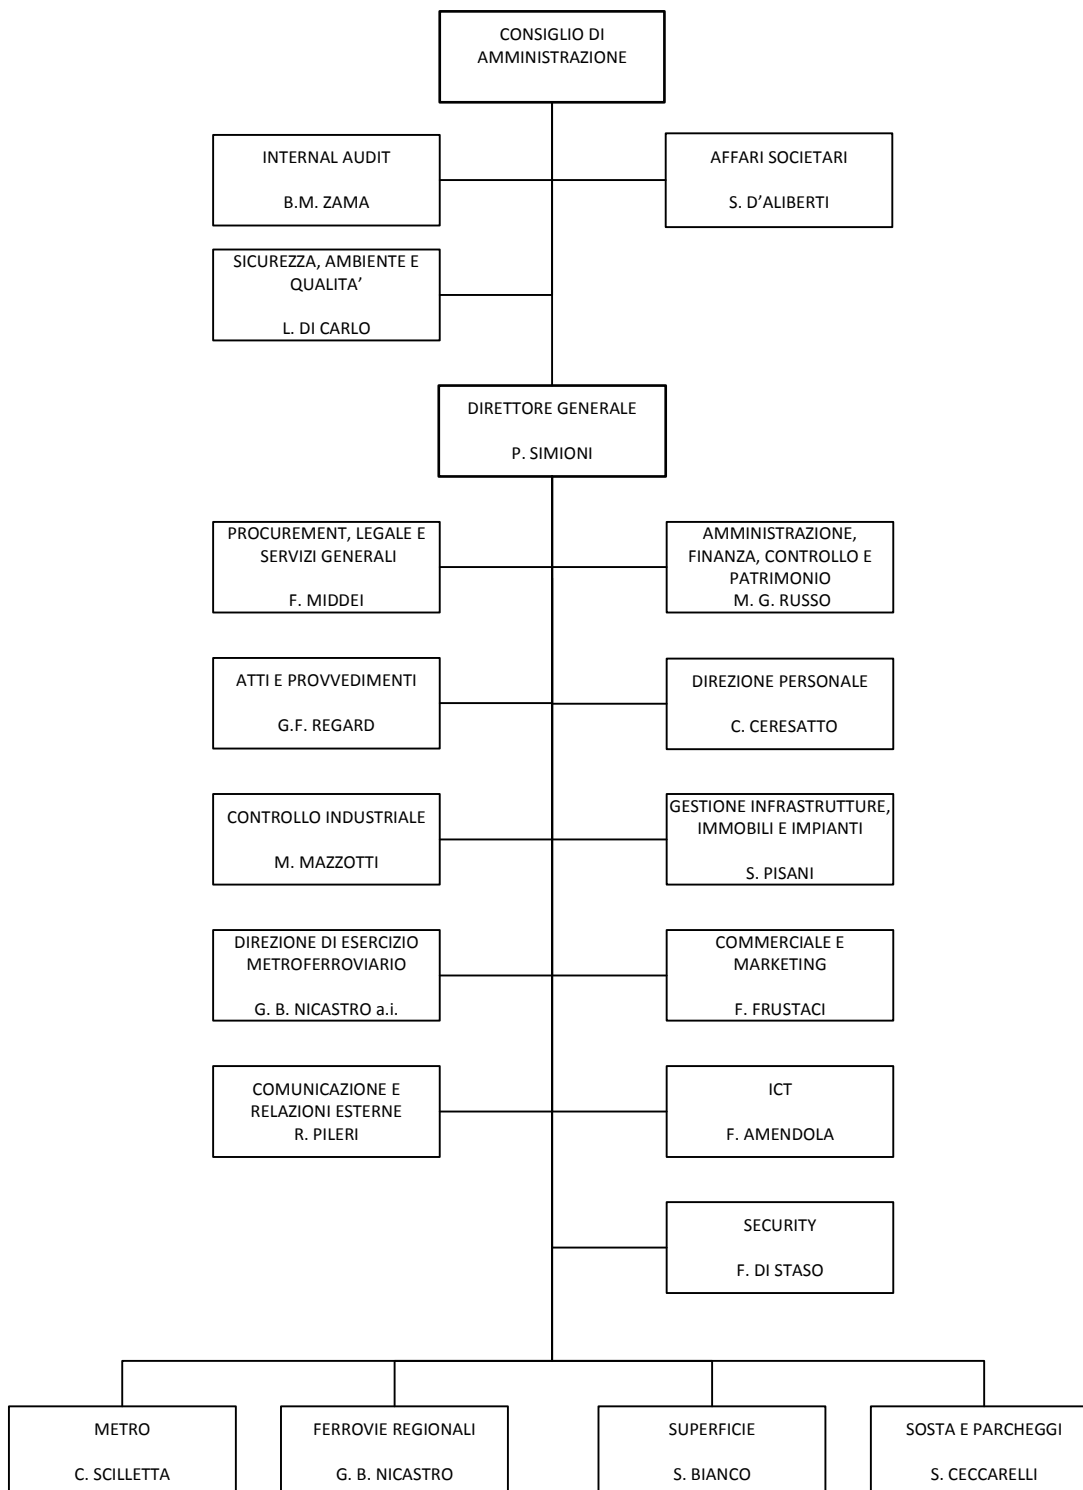 CONSIGLIO DI
AMMINISTRAZIONE
INTERNAL AUDIT
B.M. ZAMA
AFFARI SOCIETARI
S. D’ALIBERTI
SICUREZZA, AMBIENTE E
QUALITA’
L. DI CARLO
DIRETTORE GENERALE
P. SIMIONI
PROCUREMENT, LEGALE E
SERVIZI GENERALI
F. MIDDEI
AMMINISTRAZIONE,
FINANZA, CONTROLLO E
PATRIMONIO
M. G. RUSSO
ATTI E PROVVEDIMENTI
G.F. REGARD
DIREZIONE PERSONALE
C. CERESATTO
CONTROLLO INDUSTRIALE
M. MAZZOTTI
GESTIONE INFRASTRUTTURE,
IMMOBILI E IMPIANTI
S. PISANI
DIREZIONE DI ESERCIZIO
METROFERROVIARIO
G. B. NICASTRO a.i.
COMMERCIALE E
MARKETING
F. FRUSTACI
COMUNICAZIONE E
RELAZIONI ESTERNE
R. PILERI
ICT
F. AMENDOLA
SECURITY
F. DI STASO
METRO
C. SCILLETTA
FERROVIE REGIONALI
G. B. NICASTRO
SUPERFICIE
S. BIANCO
SOSTA E PARCHEGGI
S. CECCARELLI